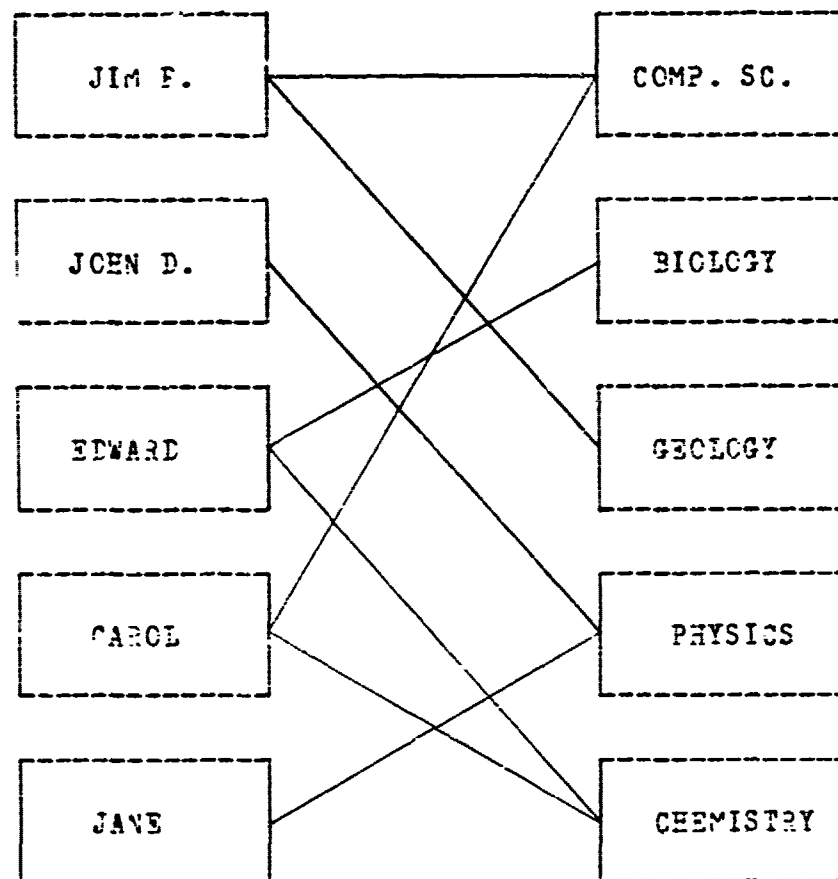 JIM F.
COMP. SC.
JOHN D.
BIOLOGY
EDWARD
GEOLOGY
CAROL
PHYSICS
JANE
CHEMISTRY